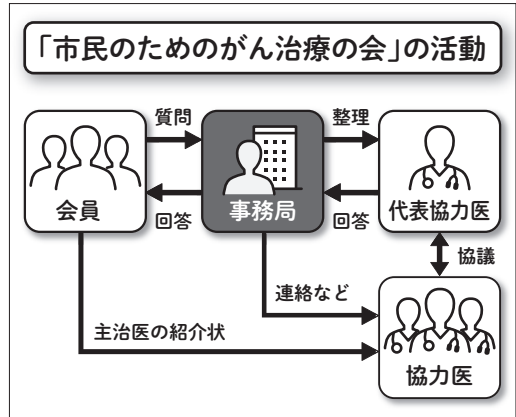 「市民のためのがん治療の会」の活動
質問
整理
会員
事務局
代表協力医
回答
回答
協議
連絡など
主治医の紹介状
協力医